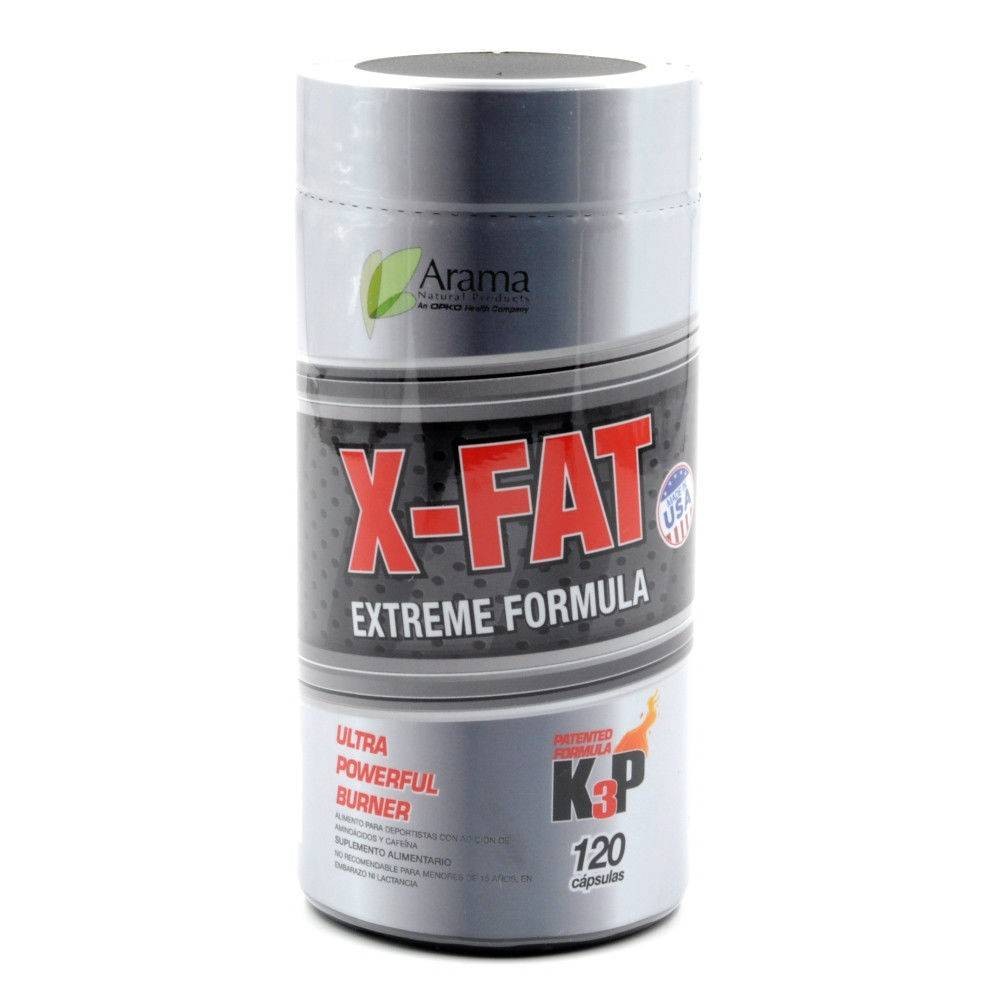 Arama
Natural Products
An OPKO Health Company
X-FAT
MADE IN
USA
EXTREME FORMULA
ULTRA
POWERFUL
BURNER
ALIMENTO PARA DEPORTISTAS CON ADICIÓN DE
AMINOÁCIDOS Y CAFEÍNA
SUPLEMENTO ALIMENTARIO
NO RECOMENDABLE PARA MENORES DE 15 AÑOS, EN
EMBARAZO NI LACTANCIA
PATENTED
FORMULA
K3P
120
cápsulas